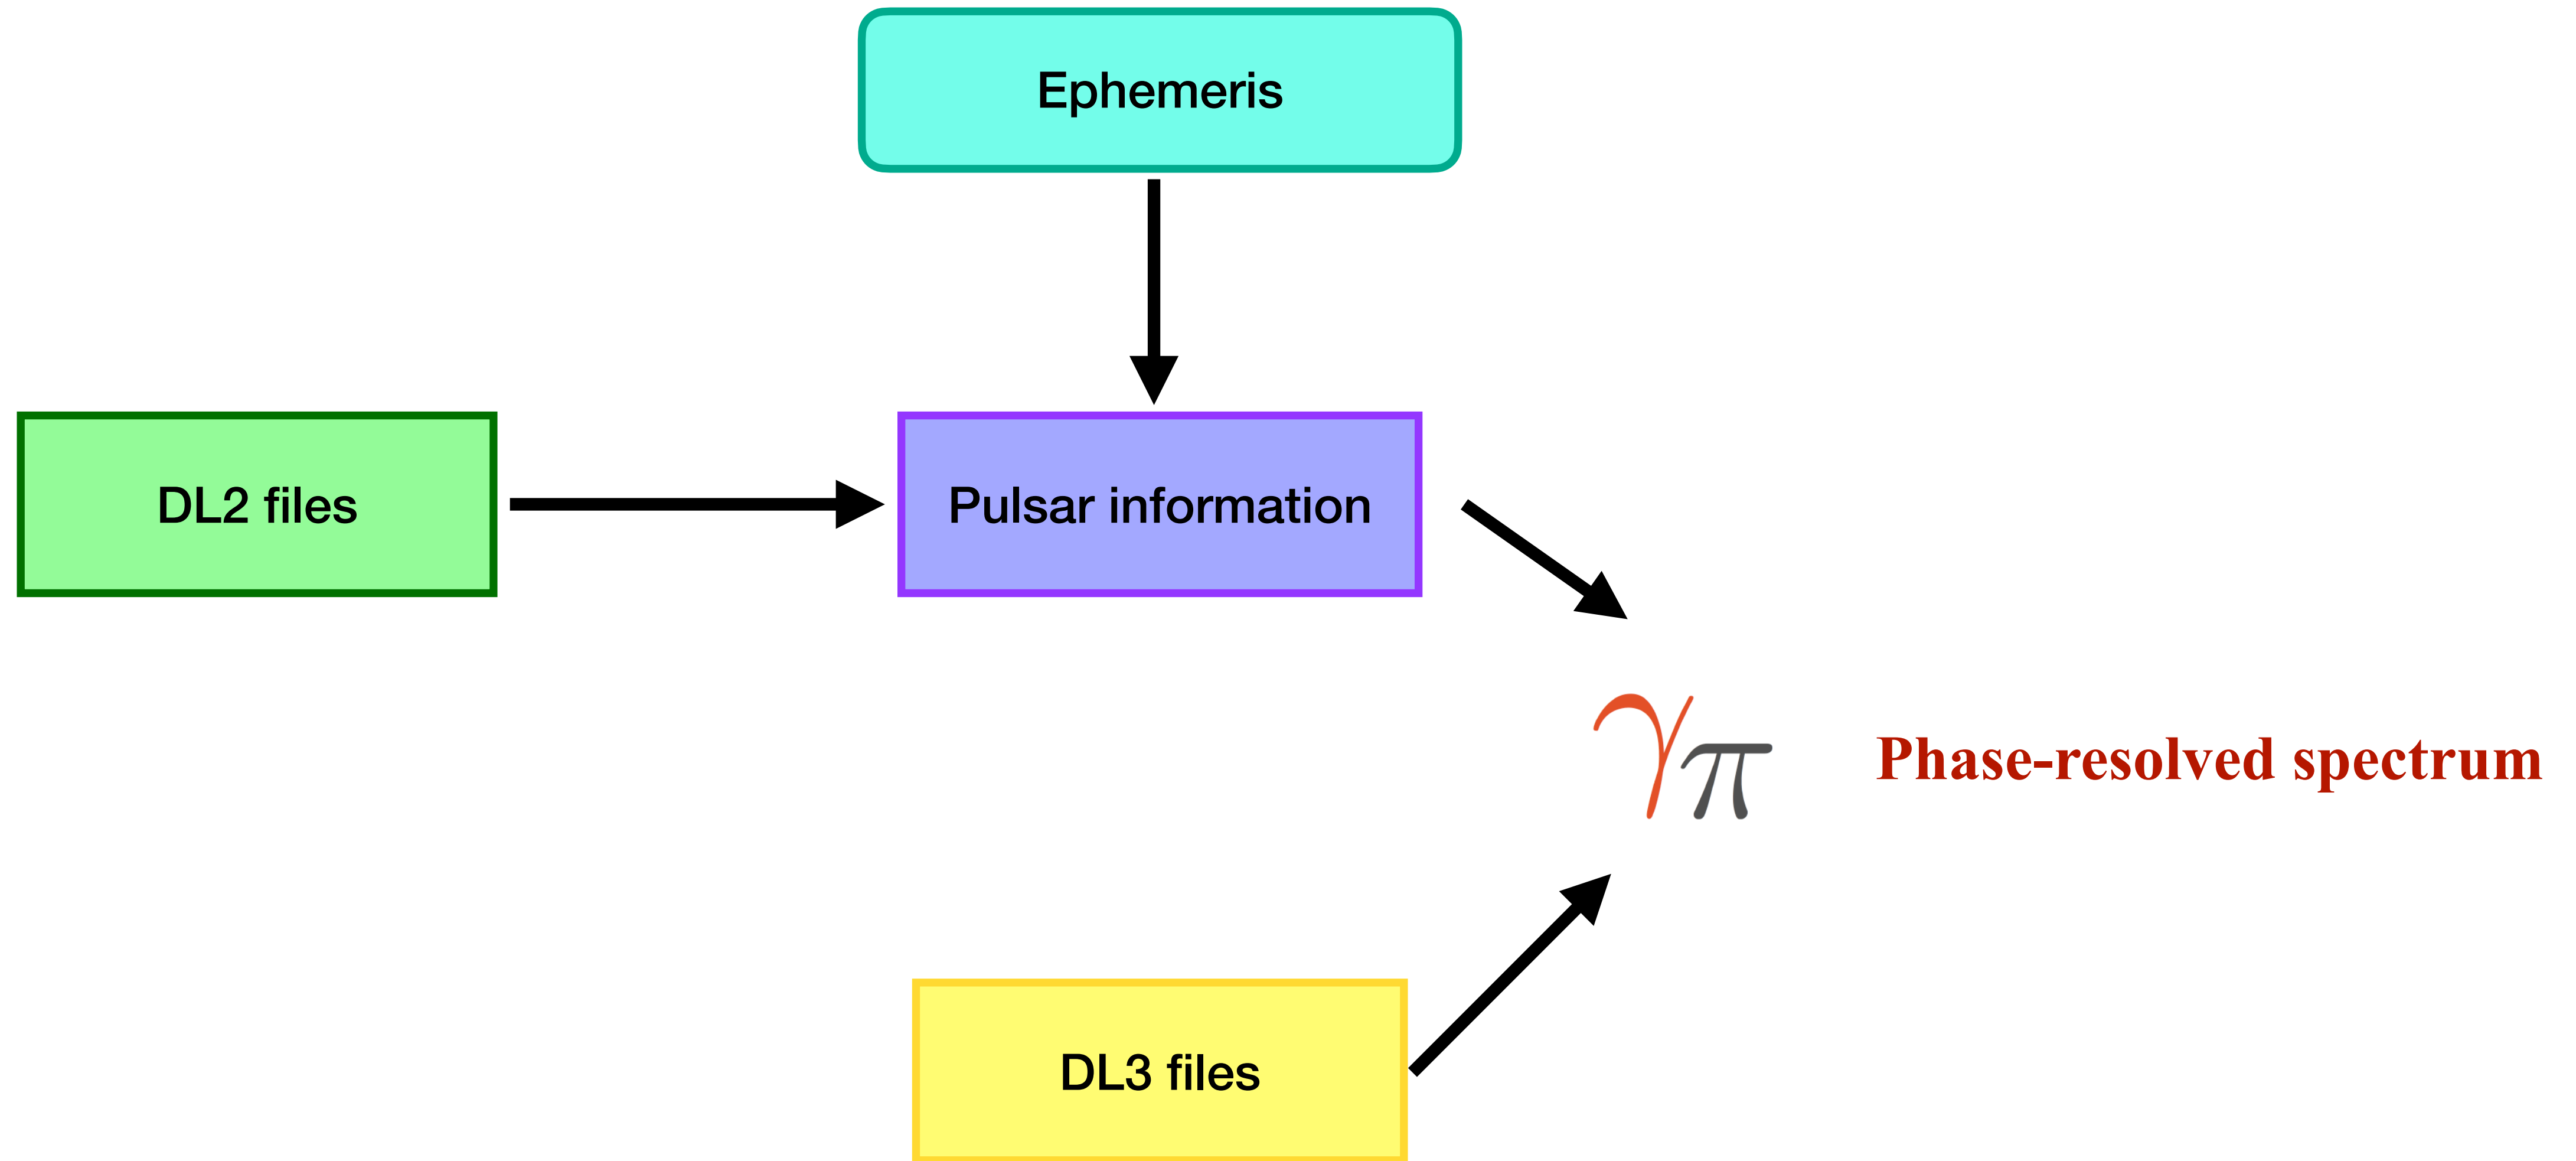 Ephemeris
DL2 files
Pulsar information
γπ
Phase-resolved spectrum
DL3 files